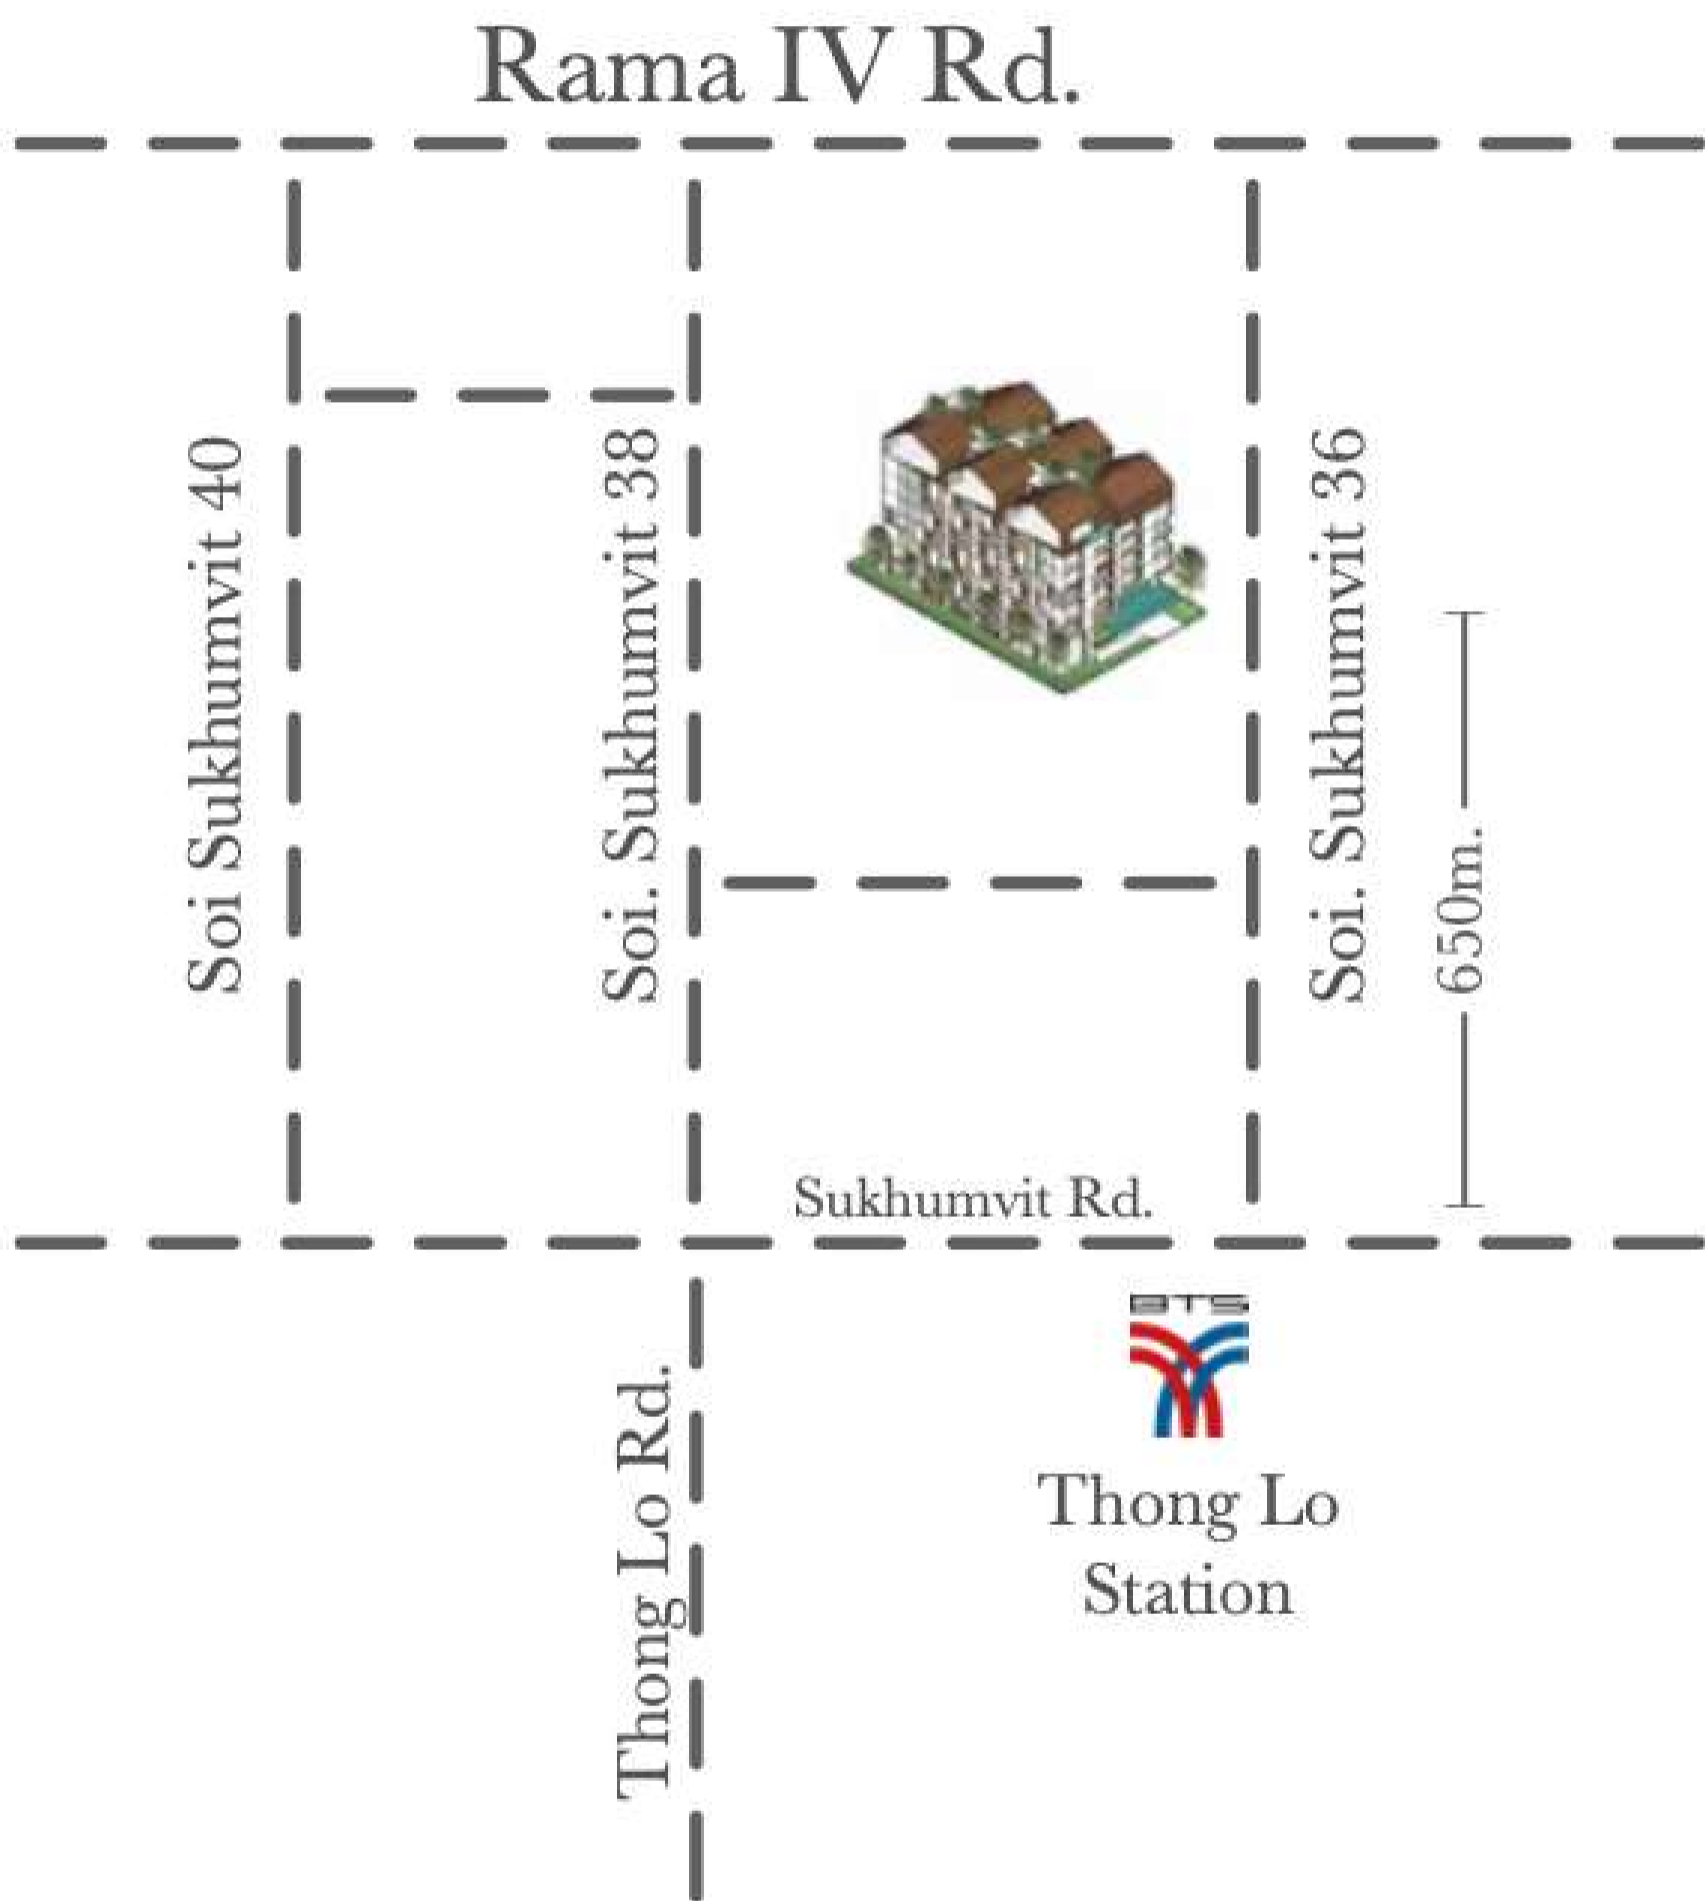 Rama IV Rd.
Soi Sukhumvit 40
Soi. Sukhumvit 38
Soi. Sukhumvit 36
650m.
Sukhumvit Rd.
BTS
Thong Lo Rd.
Thong Lo
Station